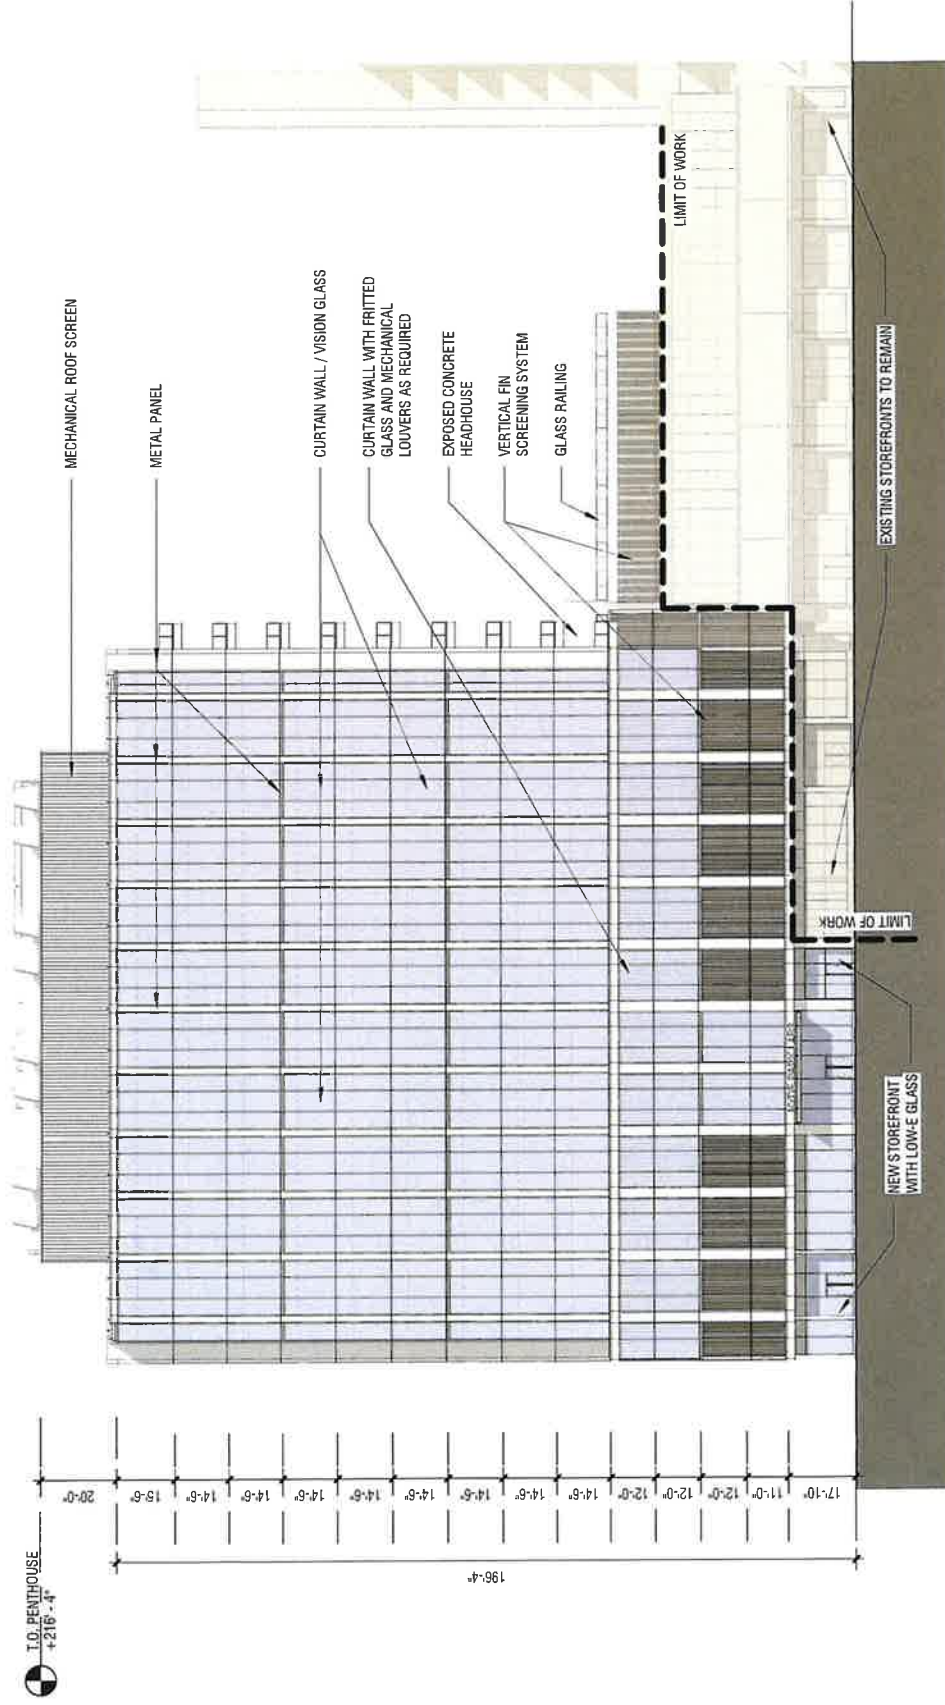 T.O. PENTHOUSE
+216' - 4"
20'-0"
15'-6"
14'-6"
14'-6"
14'-6"
14'-6"
14'-6"
14'-6"
14'-6"
14'-6"
12'-0"
12'-0"
12'-0"
11'-0"
17'-10"
196'-4"
MECHANICAL ROOF SCREEN
METAL PANEL
CURTAIN WALL / VISION GLASS
CURTAIN WALL WITH FRITTED
GLASS AND MECHANICAL
LOUVERS AS REQUIRED
EXPOSED CONCRETE
HEADHOUSE
VERTICAL FIN
SCREENING SYSTEM
GLASS RAILING
LIMIT OF WORK
LIMIT OF WORK
NEW STOREFRONT
WITH LOW-E GLASS
EXISTING STOREFRONTS TO REMAIN